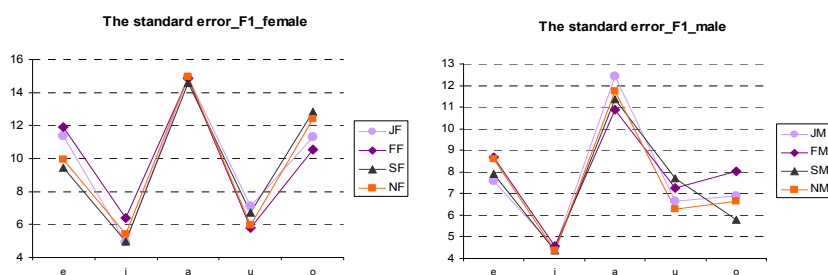 The standard error_F1_female
16
14
12
10
8
6
4
e i a u o
JF
FF
SF
NF
The standard error_F1_male
13
12
11
10
9
8
7
6
5
4
e i a u o
JM
FM
SM
NM